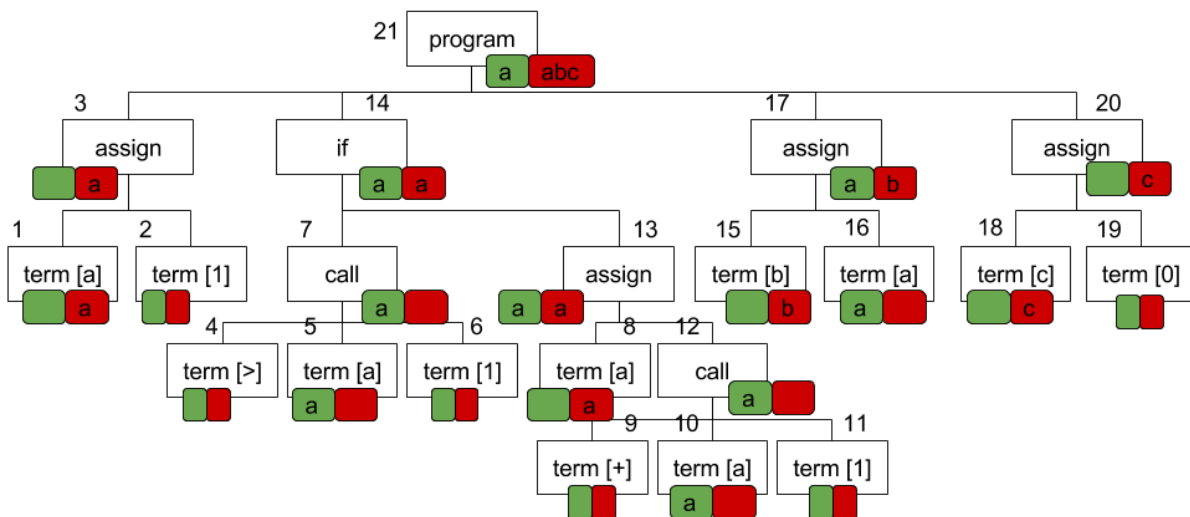 21 program
a abc
3 14 17 20
assign if assign assign
a a a a b c
1 2 7 13 15 16 18 19
term [a] term [1] call assign term [b] term [a] term [c] term [0]
a a a a b a c
4 5 6 8 12
term [>] term [a] term [1] term [a] call
a a a
9 10 11
term [+] term [a] term [1]
a